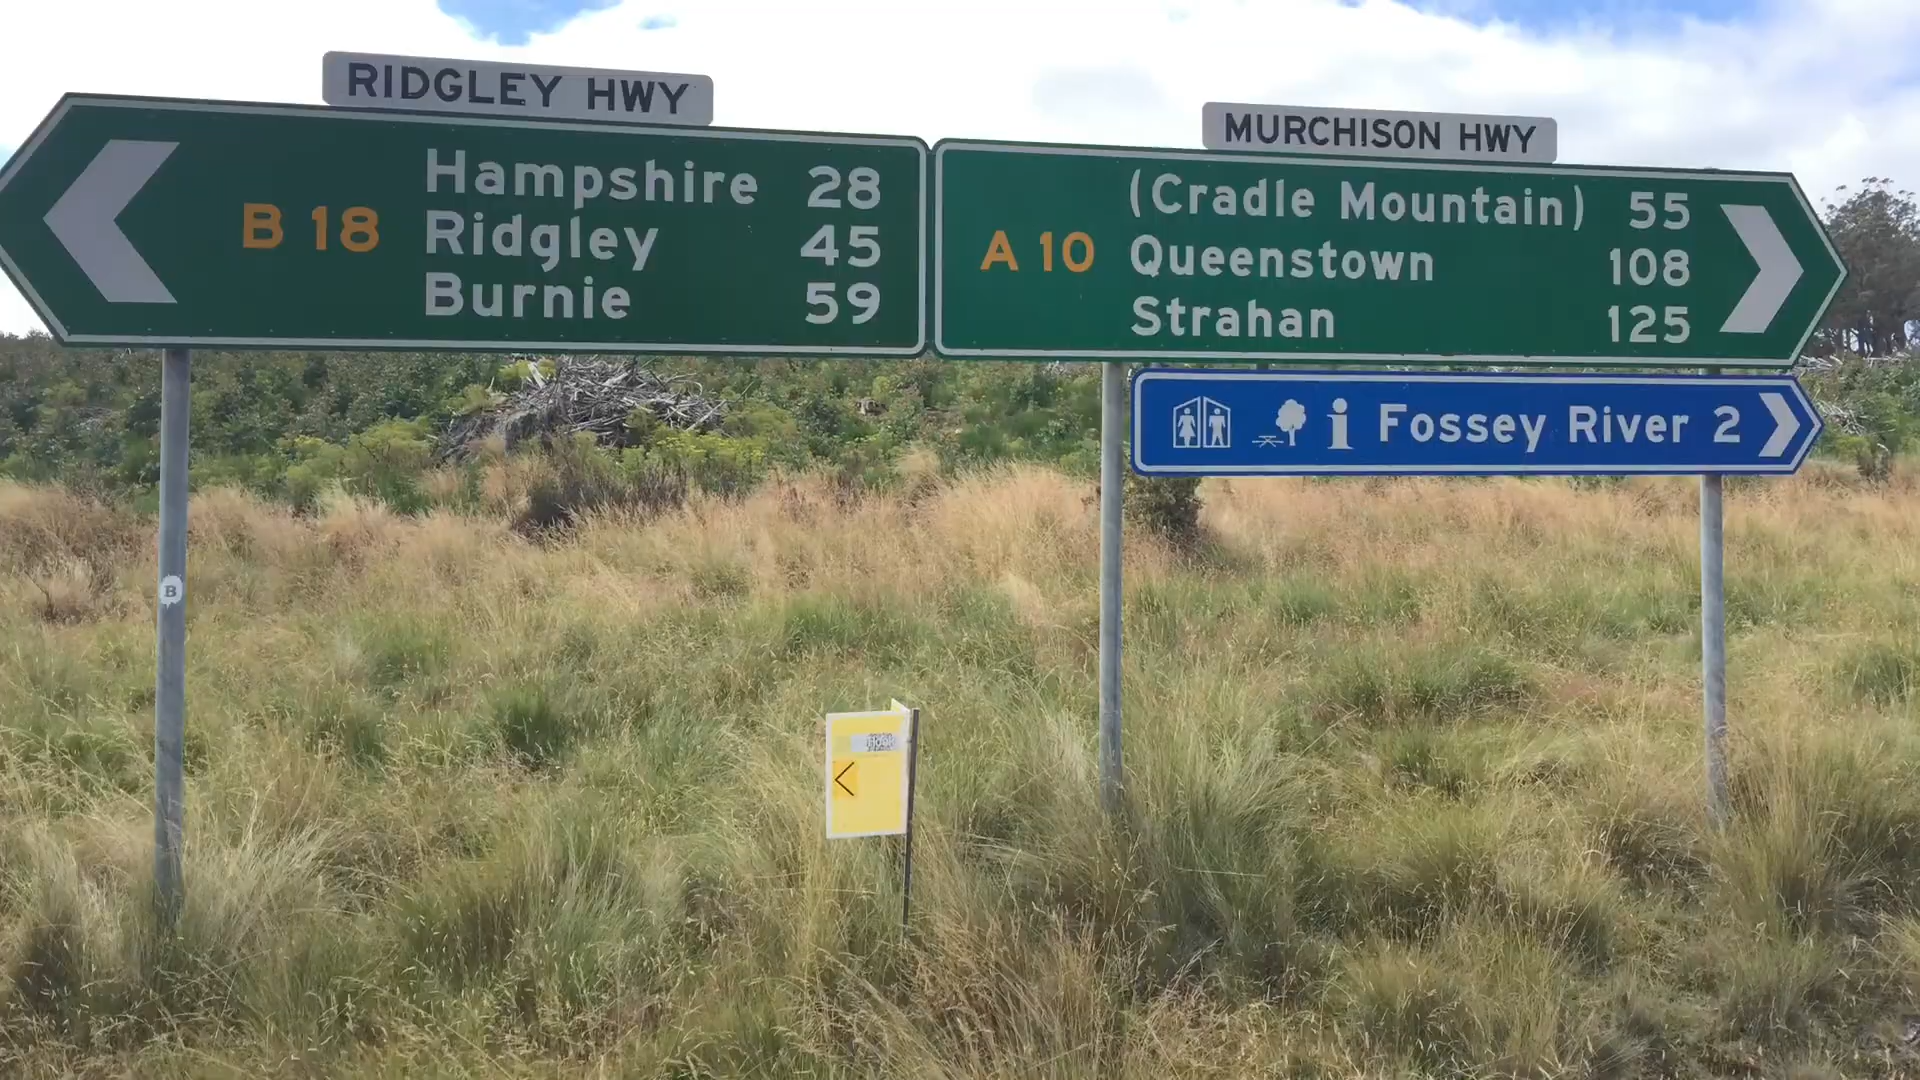 RIDGLEY HWY
B 18
Hampshire 28
Ridgley 45
Burnie 59
MURCHISON HWY
A 10
(Cradle Mountain) 55
Queenstown 108
Strahan 125
i Fossey River 2
B